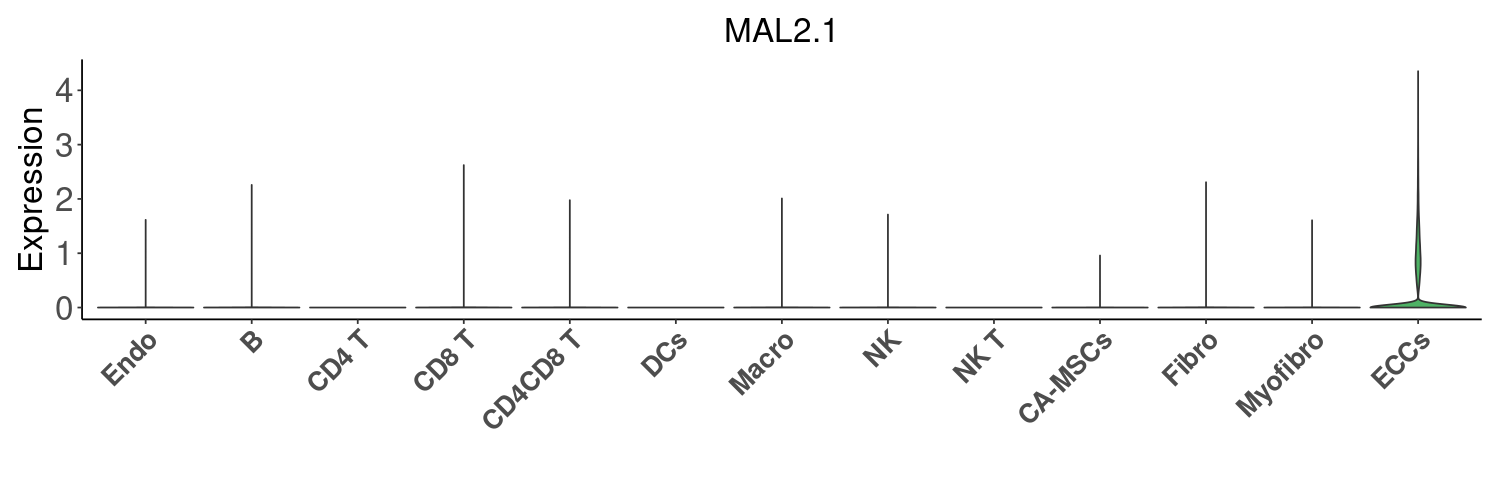 MAL2.1
Expression
4
3
2
1
0
Endo
B
CD4 T
CD8 T
CD4CD8 T
DCs
Macro
NK
NK T
CA-MSCs
Fibro
Myofibro
ECCs